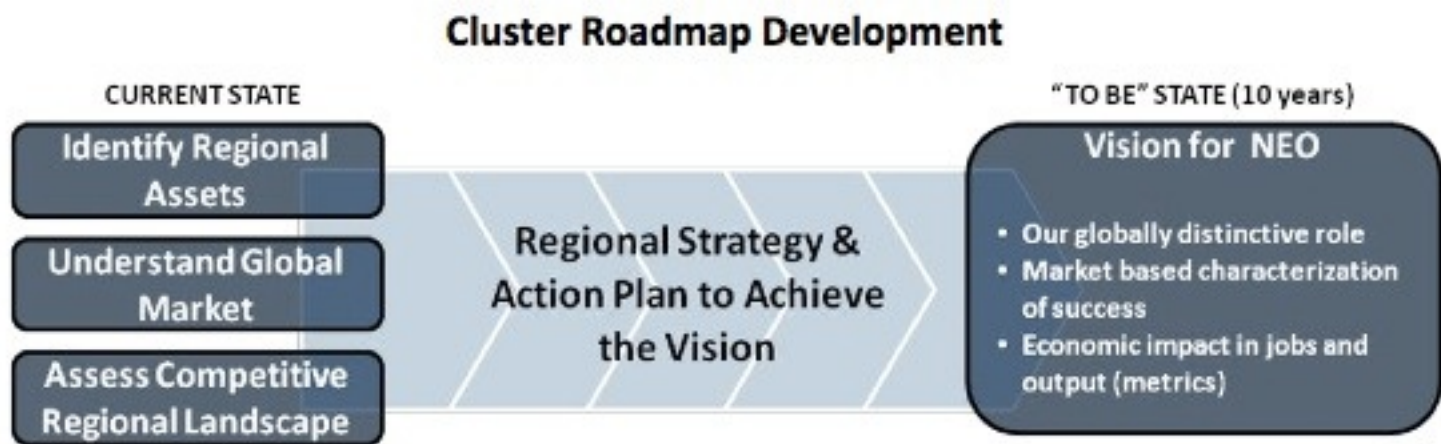 Cluster Roadmap Development
CURRENT STATE
Identify Regional
Assets
Understand Global
Market
Assess Competitive
Regional Landscape
Regional Strategy &
Action Plan to Achieve
the Vision
"TO BE" STATE (10 years)
Vision for NEO
• Our globally distinctive role
• Market based characterization
of success
• Economic impact in jobs and
output (metrics)